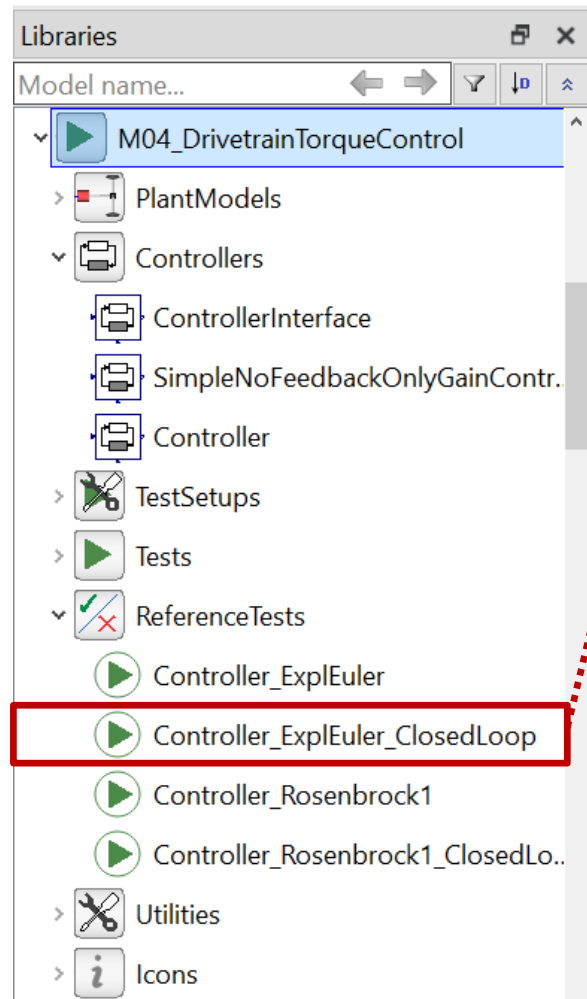 Libraries
Model name...
M04_DrivetrainTorqueControl
PlantModels
Controllers
ControllerInterface
SimpleNoFeedbackOnlyGainContr..
Controller
TestSetups
Tests
ReferenceTests
Controller_ExplEuler
Controller_ExplEuler_ClosedLoop
Controller_Rosenbrock1
Controller_Rosenbrock1_ClosedLo..
Utilities
i Icons